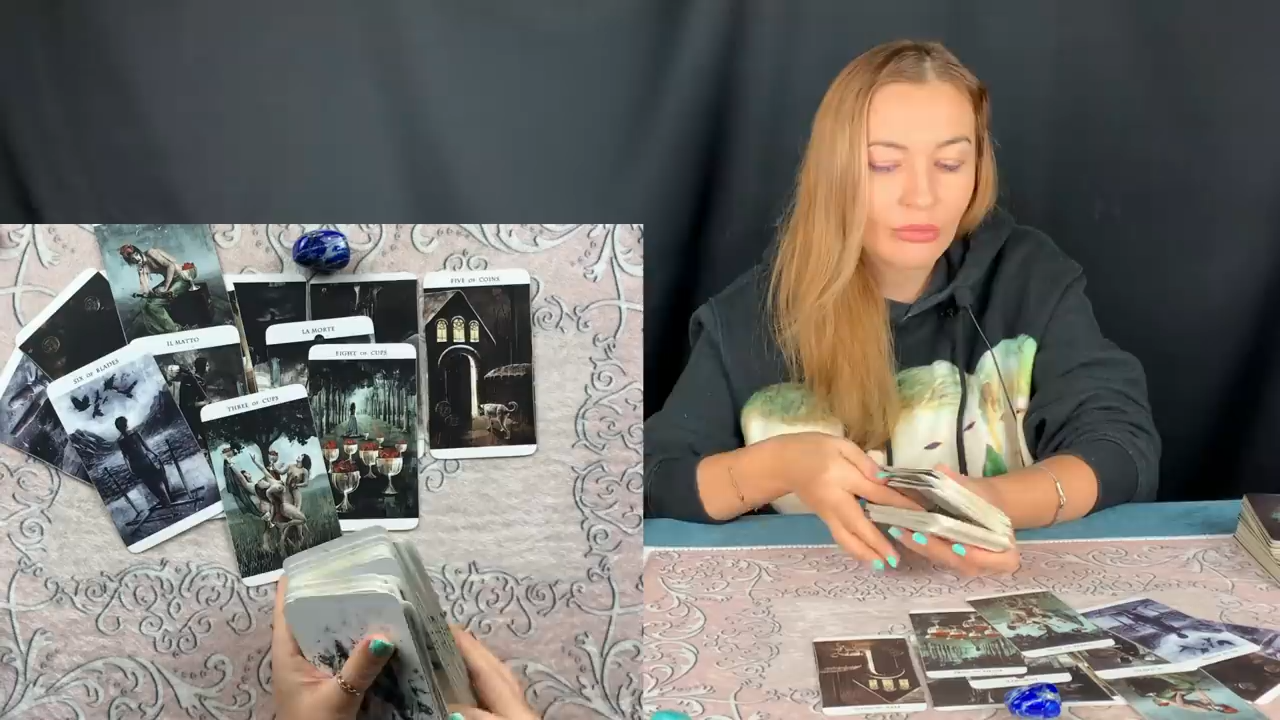 FIVE OF COINS
LA MORTE
IL MATTO
EIGHT OF CUPS
SIX OF BLADES
THREE OF CUPS